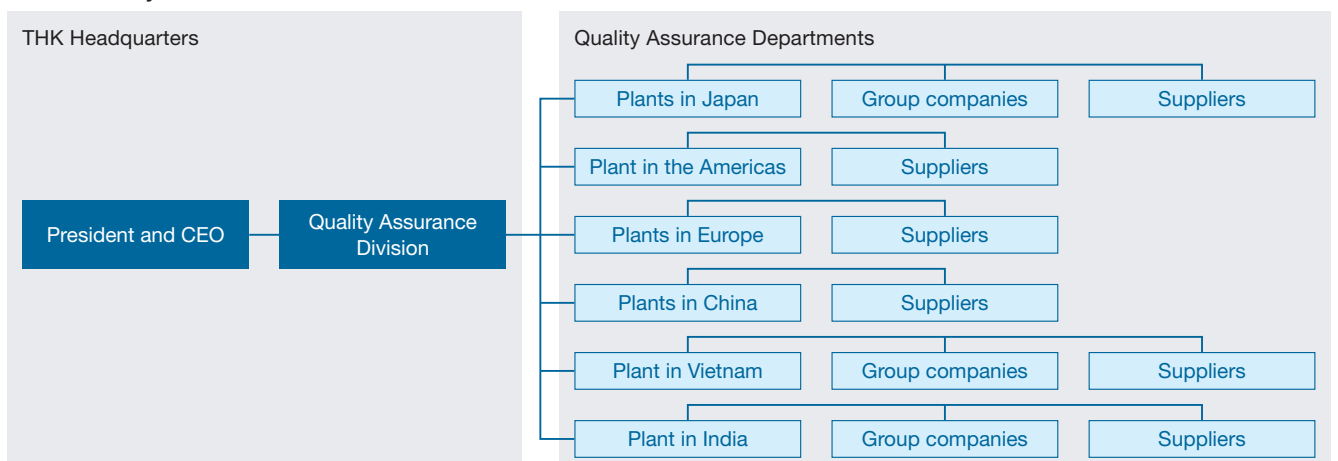 THK Headquarters
Quality Assurance Departments
President and CEO
Quality Assurance
Division
Plants in Japan
Group companies
Suppliers
Plant in the Americas
Suppliers
Plants in Europe
Suppliers
Plants in China
Suppliers
Plant in Vietnam
Group companies
Suppliers
Plant in India
Group companies
Suppliers